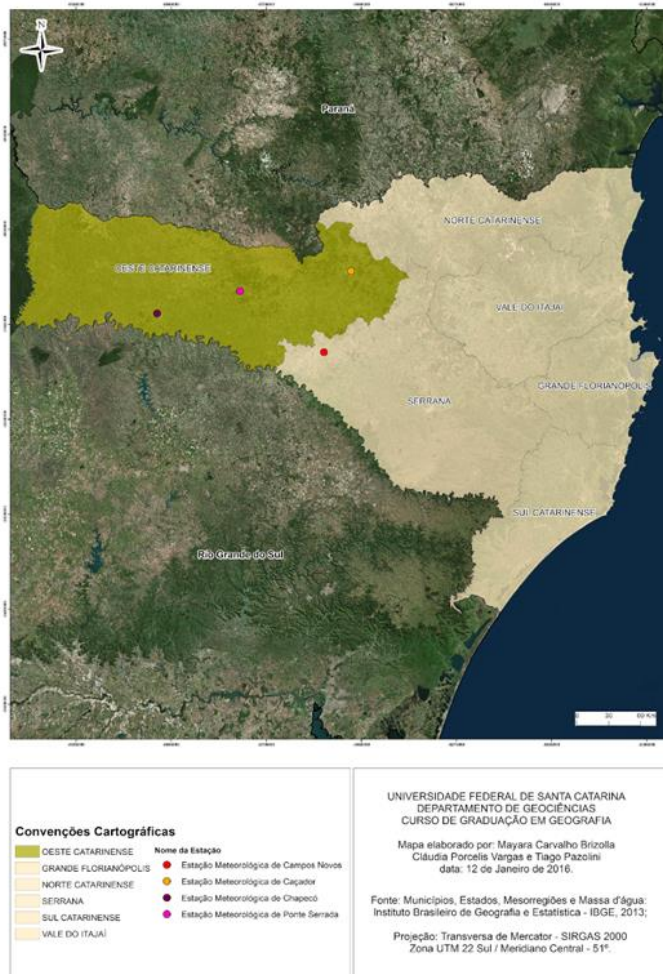 N
Paraná
NORTE CATARINENSE
OESTE CATARINENSE
VALE DO ITAJAÍ
GRANDE FLORIANÓPOLIS
SERRANA
SUL CATARINENSE
Rio Grande do Sul
Convenções Cartográficas
OESTE CATARINENSE
GRANDE FLORIANÓPOLIS
NORTE CATARINENSE
SERRANA
SUL CATARINENSE
VALE DO ITAJAÍ
Nome da Estação
Estação Meteorológica de Campos Novos
Estação Meteorológica de Caçador
Estação Meteorológica de Chapecó
Estação Meteorológica de Ponte Serrada
UNIVERSIDADE FEDERAL DE SANTA CATARINA
DEPARTAMENTO DE GEOCIÊNCIAS
CURSO DE GRADUAÇÃO EM GEOGRAFIA
Mapa elaborado por: Mayara Carvalho Brizolla
Cláudia Porcelis Vargas e Tiago Pazolini
data: 12 de Janeiro de 2016.
Fonte: Municípios, Estados, Mesorregiões e Massa d'água:
Instituto Brasileiro de Geografia e Estatística - IBGE, 2013;
Projeção: Transversa de Mercator - SIRGAS 2000
Zona UTM 22 Sul / Meridiano Central - 51º.